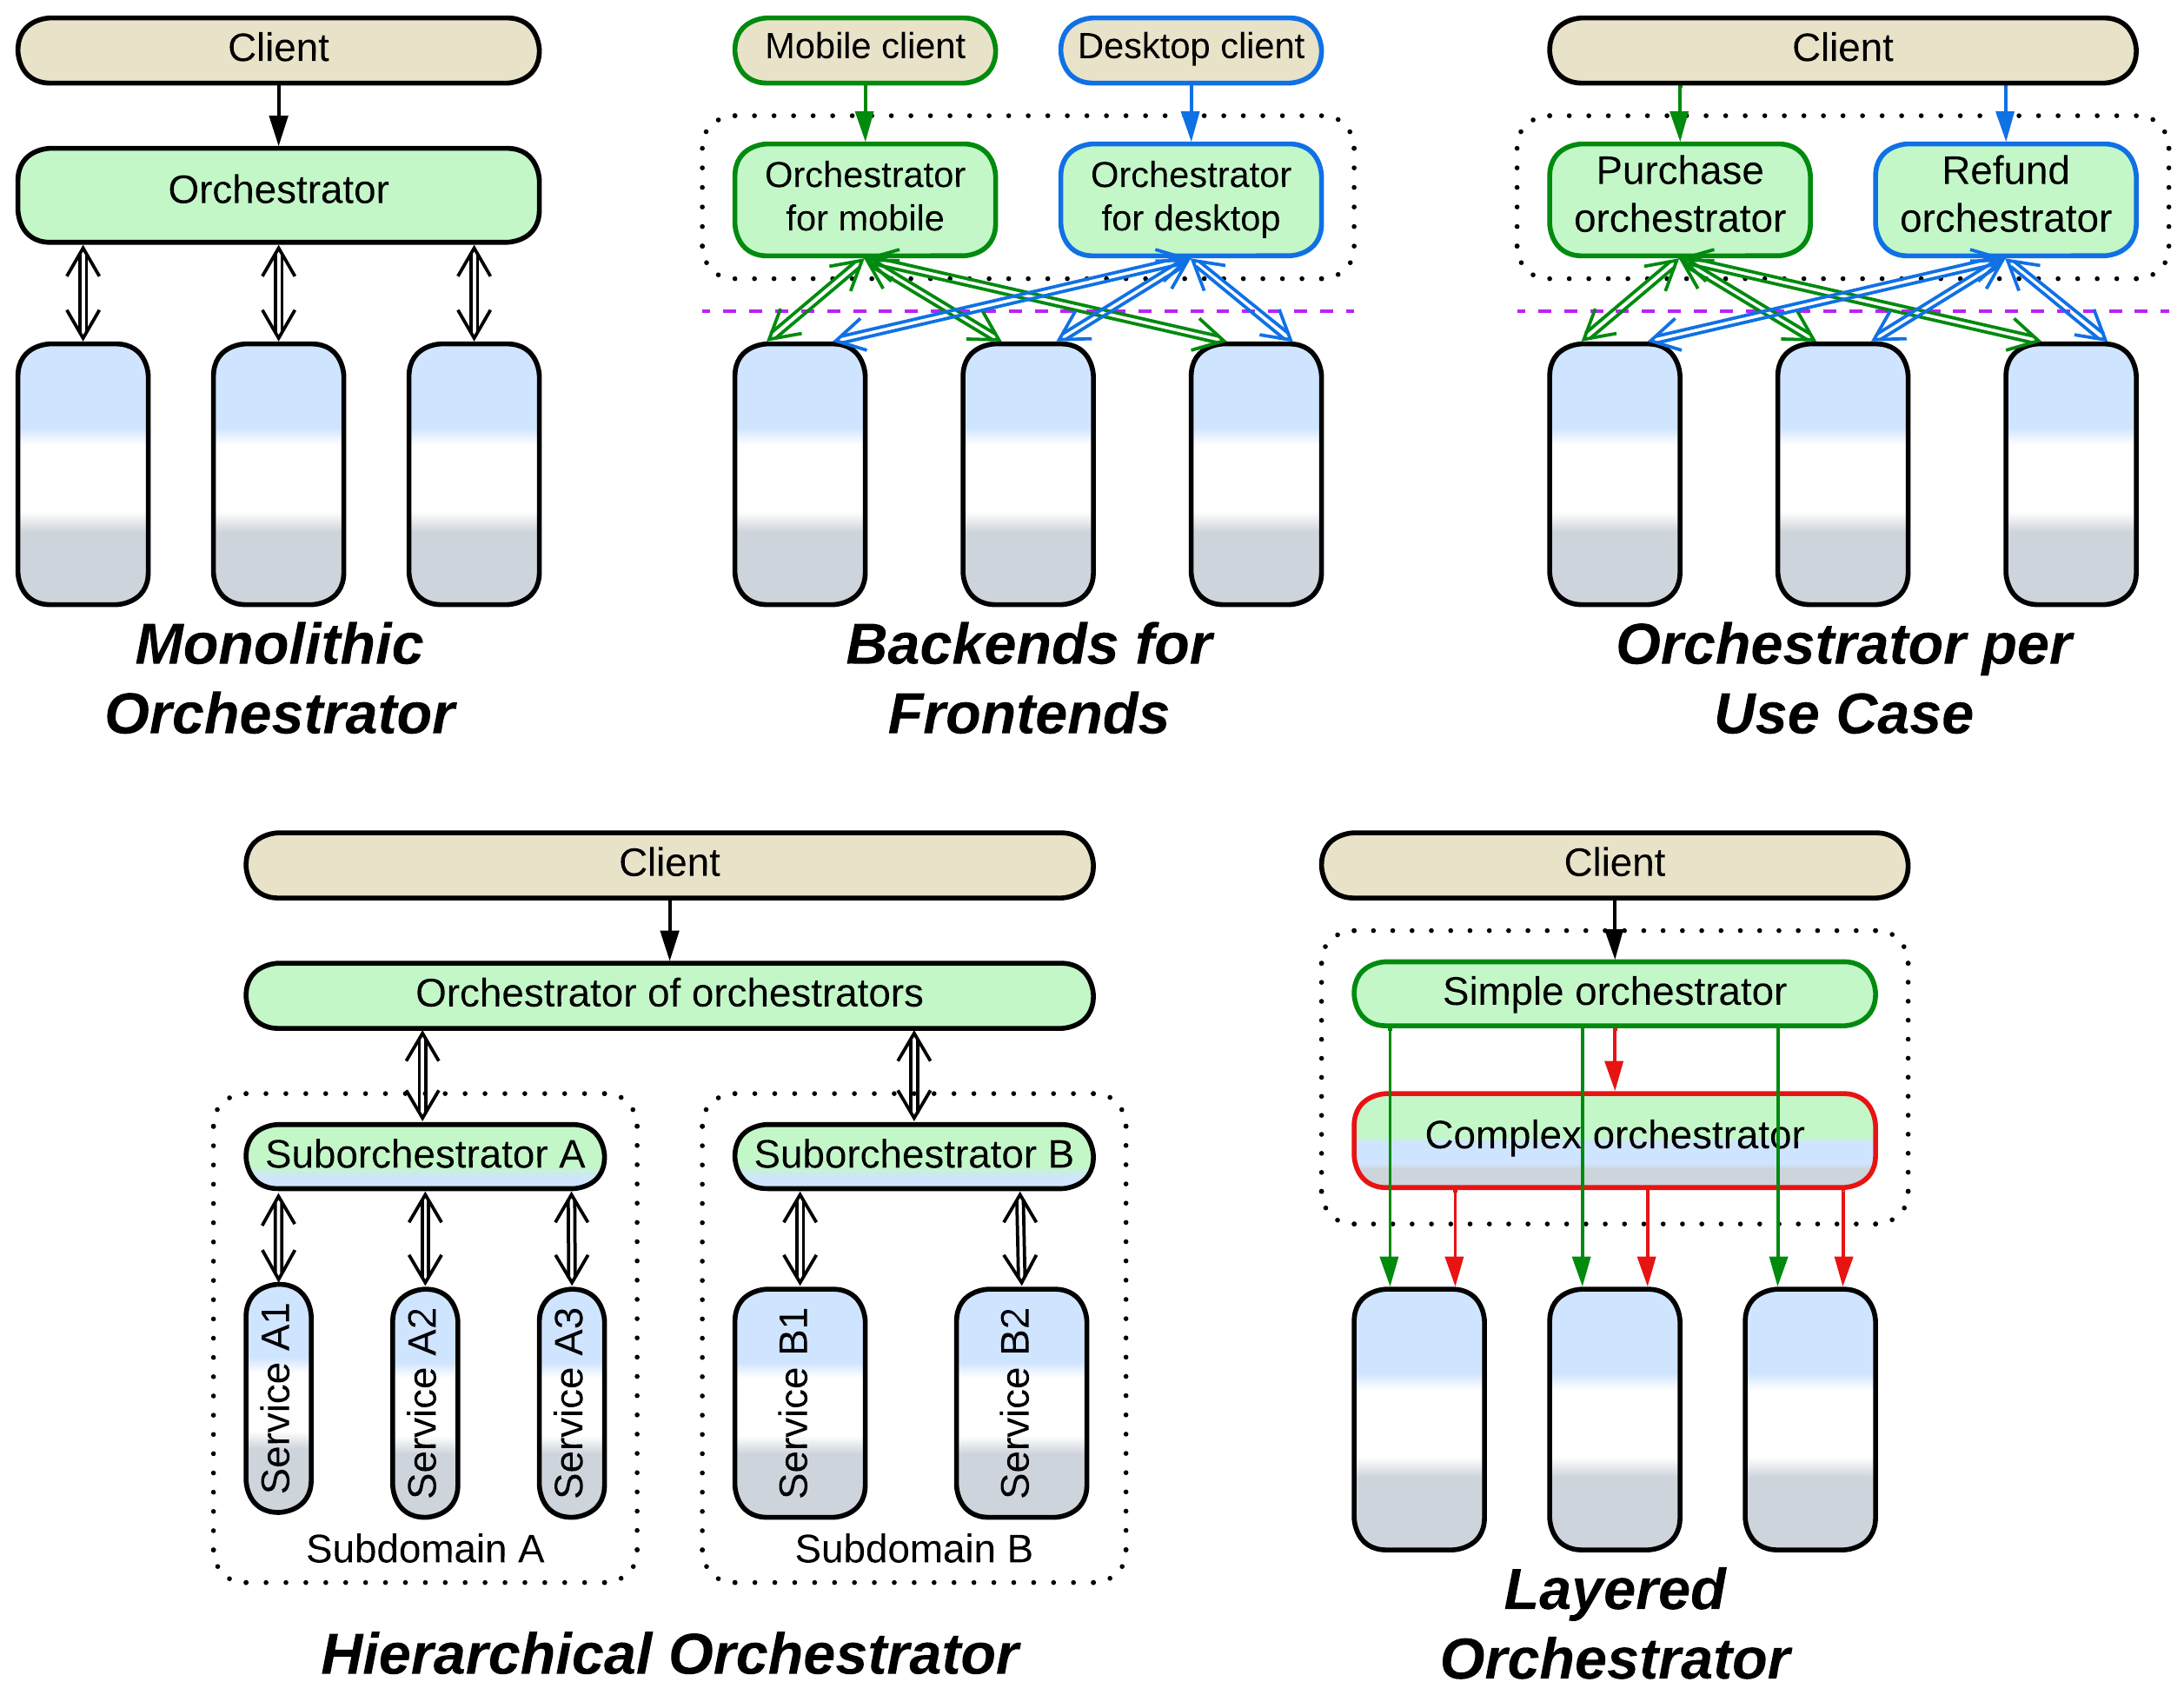 Client
Orchestrator
Monolithic
Orchestrator
Mobile client
Desktop client
Orchestrator
for mobile
Orchestrator
for desktop
Backends for
Frontends
Client
Purchase
orchestrator
Refund
orchestrator
Orchestrator per
Use Case
Client
Orchestrator of orchestrators
Suborchestrator A
Suborchestrator B
Service A1
Service A2
Service A3
Service B1
Service B2
Subdomain A
Subdomain B
Hierarchical Orchestrator
Client
Simple orchestrator
Complex orchestrator
Layered
Orchestrator